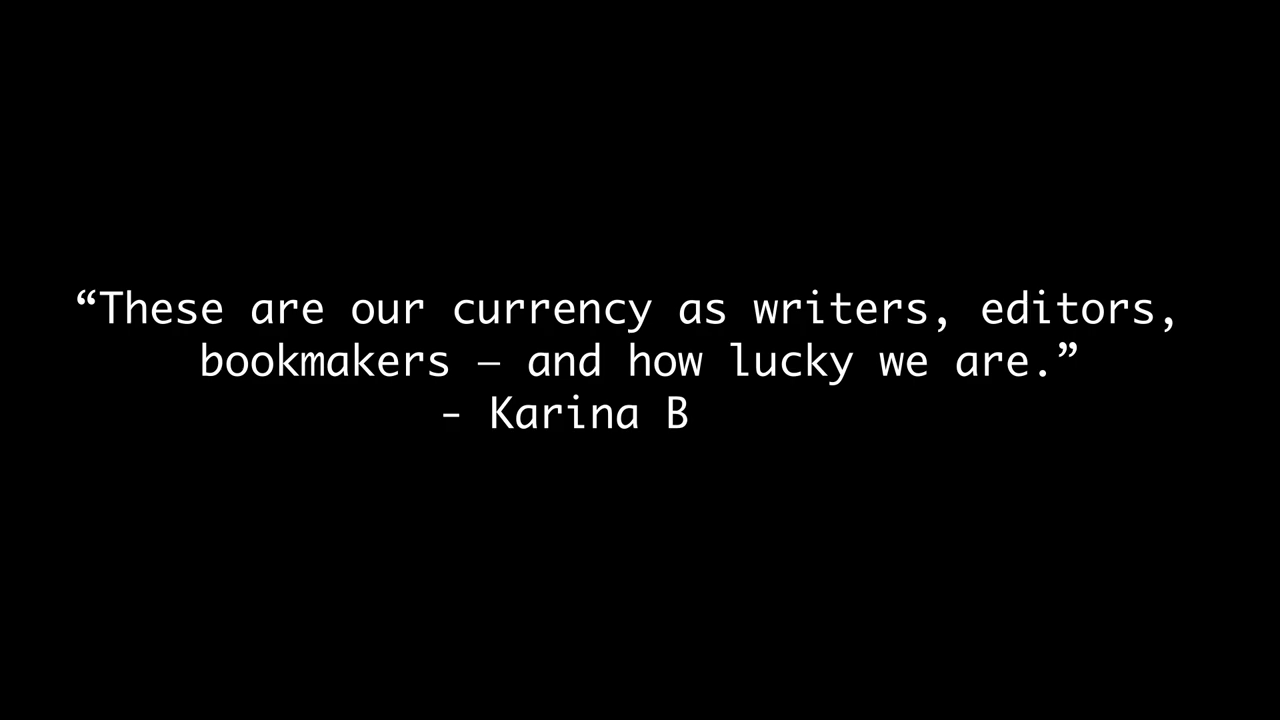 “These are our currency as writers, editors,
bookmakers – and how lucky we are.”
- Karina B